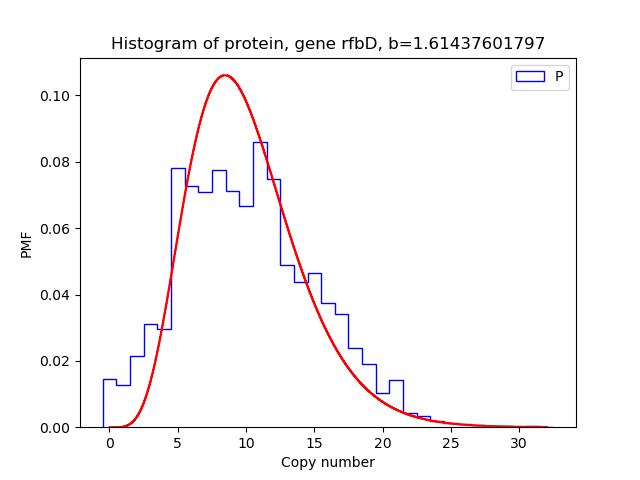 Histogram of protein, gene rfbD, b=1.61437601797
P
0.10
0.08
0.06
0.04
0.02
0.00
PMF
0 5 10 15 20 25 30
Copy number